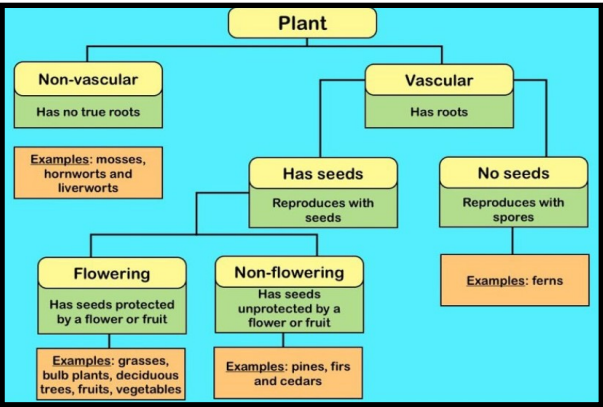 Plant
Non-vascular
Has no true roots
Examples: mosses,
hornworts and
liverworts
Vascular
Has roots
Has seeds
Reproduces with
seeds
No seeds
Reproduces with
spores
Examples: ferns
Flowering
Has seeds protected
by a flower or fruit
Examples: grasses,
bulb plants, deciduous
trees, fruits, vegetables
Non-flowering
Has seeds
unprotected by a
flower or fruit
Examples: pines, firs
and cedars